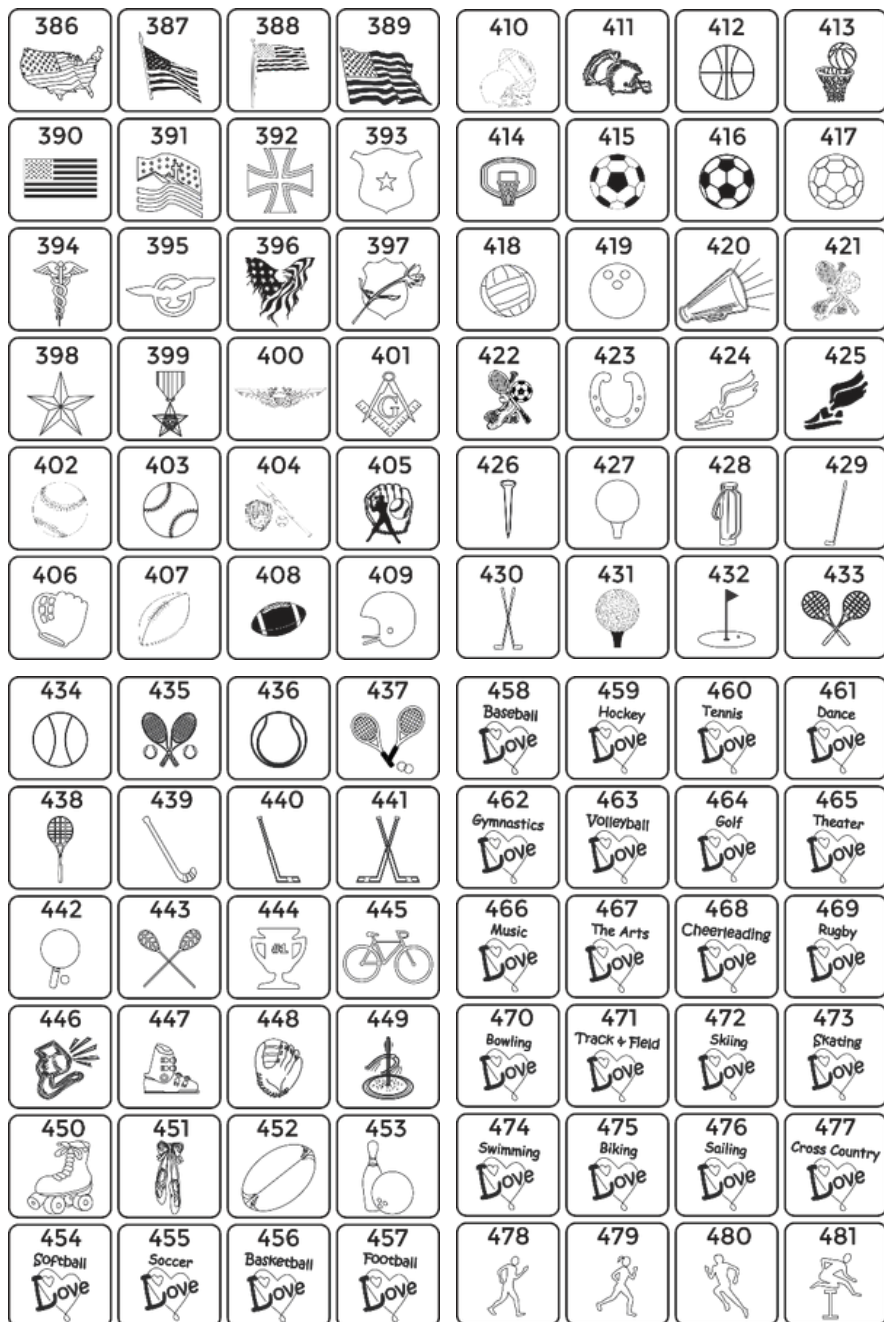 386
387
388
389
390
391
392
393
394
395
396
397
398
399
400
401
G
402
403
404
405
406
407
408
409
410
411
412
413
414
415
416
417
418
419
420
421
422
423
424
425
426
427
428
429
430
431
432
433
434
435
436
437
438
439
440
441
442
443
444
#1
445
446
447
448
449
450
451
452
453
454
Softball
Love
455
Soccer
Love
456
Basketball
Love
457
Football
Love
458
Baseball
Love
459
Hockey
Love
460
Tennis
Love
461
Dance
Love
462
Gymnastics
Love
463
Volleyball
Love
464
Golf
Love
465
Theater
Love
466
Music
Love
467
The Arts
Love
468
Cheerleading
Love
469
Rugby
Love
470
Bowling
Love
471
Track & Field
Love
472
Skiing
Love
473
Skating
Love
474
Swimming
Love
475
Biking
Love
476
Sailing
Love
477
Cross Country
Love
478
479
480
481